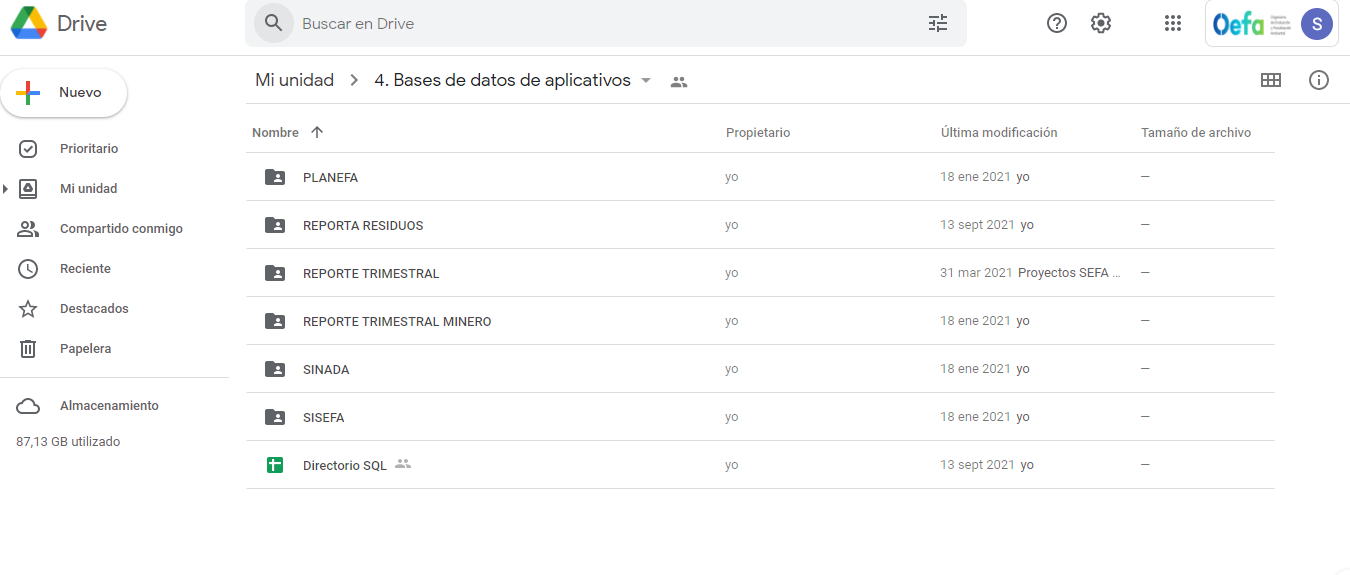 Drive
Buscar en Drive
Oefa
S
Nuevo
Prioritario
Mi unidad
Compartido conmigo
Reciente
Destacados
Papelera
Almacenamiento
87,13 GB utilizado
Mi unidad > 4. Bases de datos de aplicativos
Nombre Propietario Última modificación Tamaño de archivo
PLANEFA yo 18 ene 2021 yo —
REPORTA RESIDUOS yo 13 sept 2021 yo —
REPORTE TRIMESTRAL yo 31 mar 2021 Proyectos SEFA ... —
REPORTE TRIMESTRAL MINERO yo 18 ene 2021 yo —
SINADA yo 18 ene 2021 yo —
SISEFA yo 18 ene 2021 yo —
Directorio SQL yo 13 sept 2021 yo —